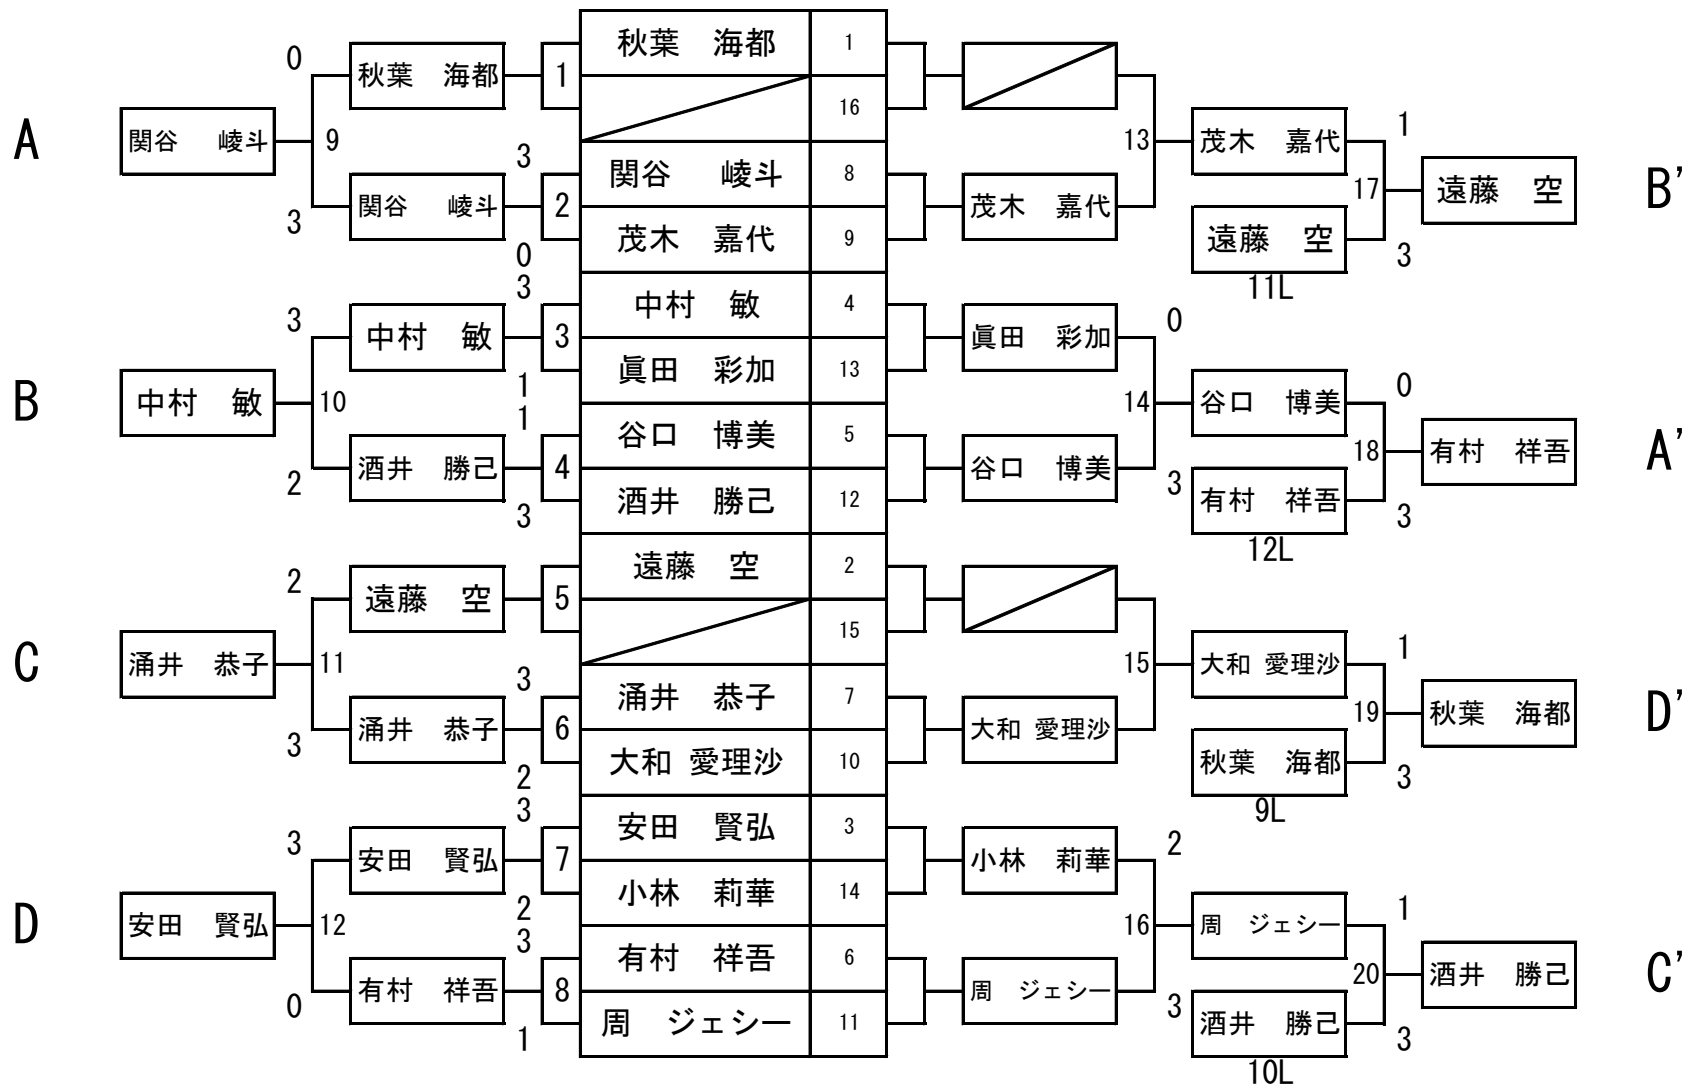 秋葉　海都 1
0
秋葉　海都 1
16
A 関谷　崚斗 9
3
関谷　崚斗 8
3 関谷　崚斗 2
0
茂木　嘉代 9
茂木　嘉代 13 茂木　嘉代 1
17 遠藤　空 B'
茂木　嘉代
遠藤　空 3
11L
3
中村　敏 4
3 中村　敏 3
1
眞田　彩加 13
B 中村　敏 10
1
谷口　博美 5
2 酒井　勝己 4
3
酒井　勝己 12
眞田　彩加 0
14 谷口　博美 0
谷口　博美 3
18 有村　祥吾 A'
有村　祥吾 3
12L
遠藤　空 2
2 遠藤　空 5
15
C 涌井　恭子 11
3
涌井　恭子 7
3 涌井　恭子 6
2
大和 愛理沙 10
大和 愛理沙 15 大和 愛理沙 1
19 秋葉　海都 D'
秋葉　海都 3
9L
3
安田　賢弘 3
3 安田　賢弘 7
2
小林　莉華 14
D 安田　賢弘 12
3
有村　祥吾 6
0 有村　祥吾 8
1
周　ジェシー 11
小林　莉華 2
16 周　ジェシー 1
周　ジェシー 3
20 酒井　勝己 C'
酒井　勝己 3
10L